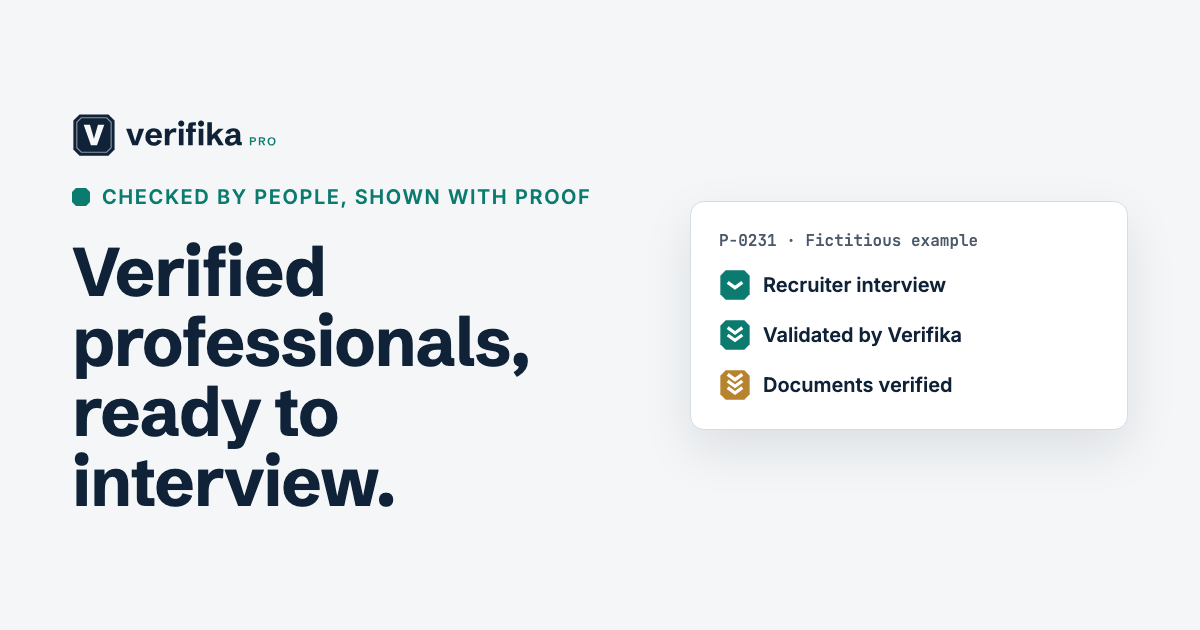 V verifika PRO
CHECKED BY PEOPLE, SHOWN WITH PROOF
Verified
professionals,
ready to
interview.
P-0231 · Fictitious example
Recruiter interview
Validated by Verifika
Documents verified